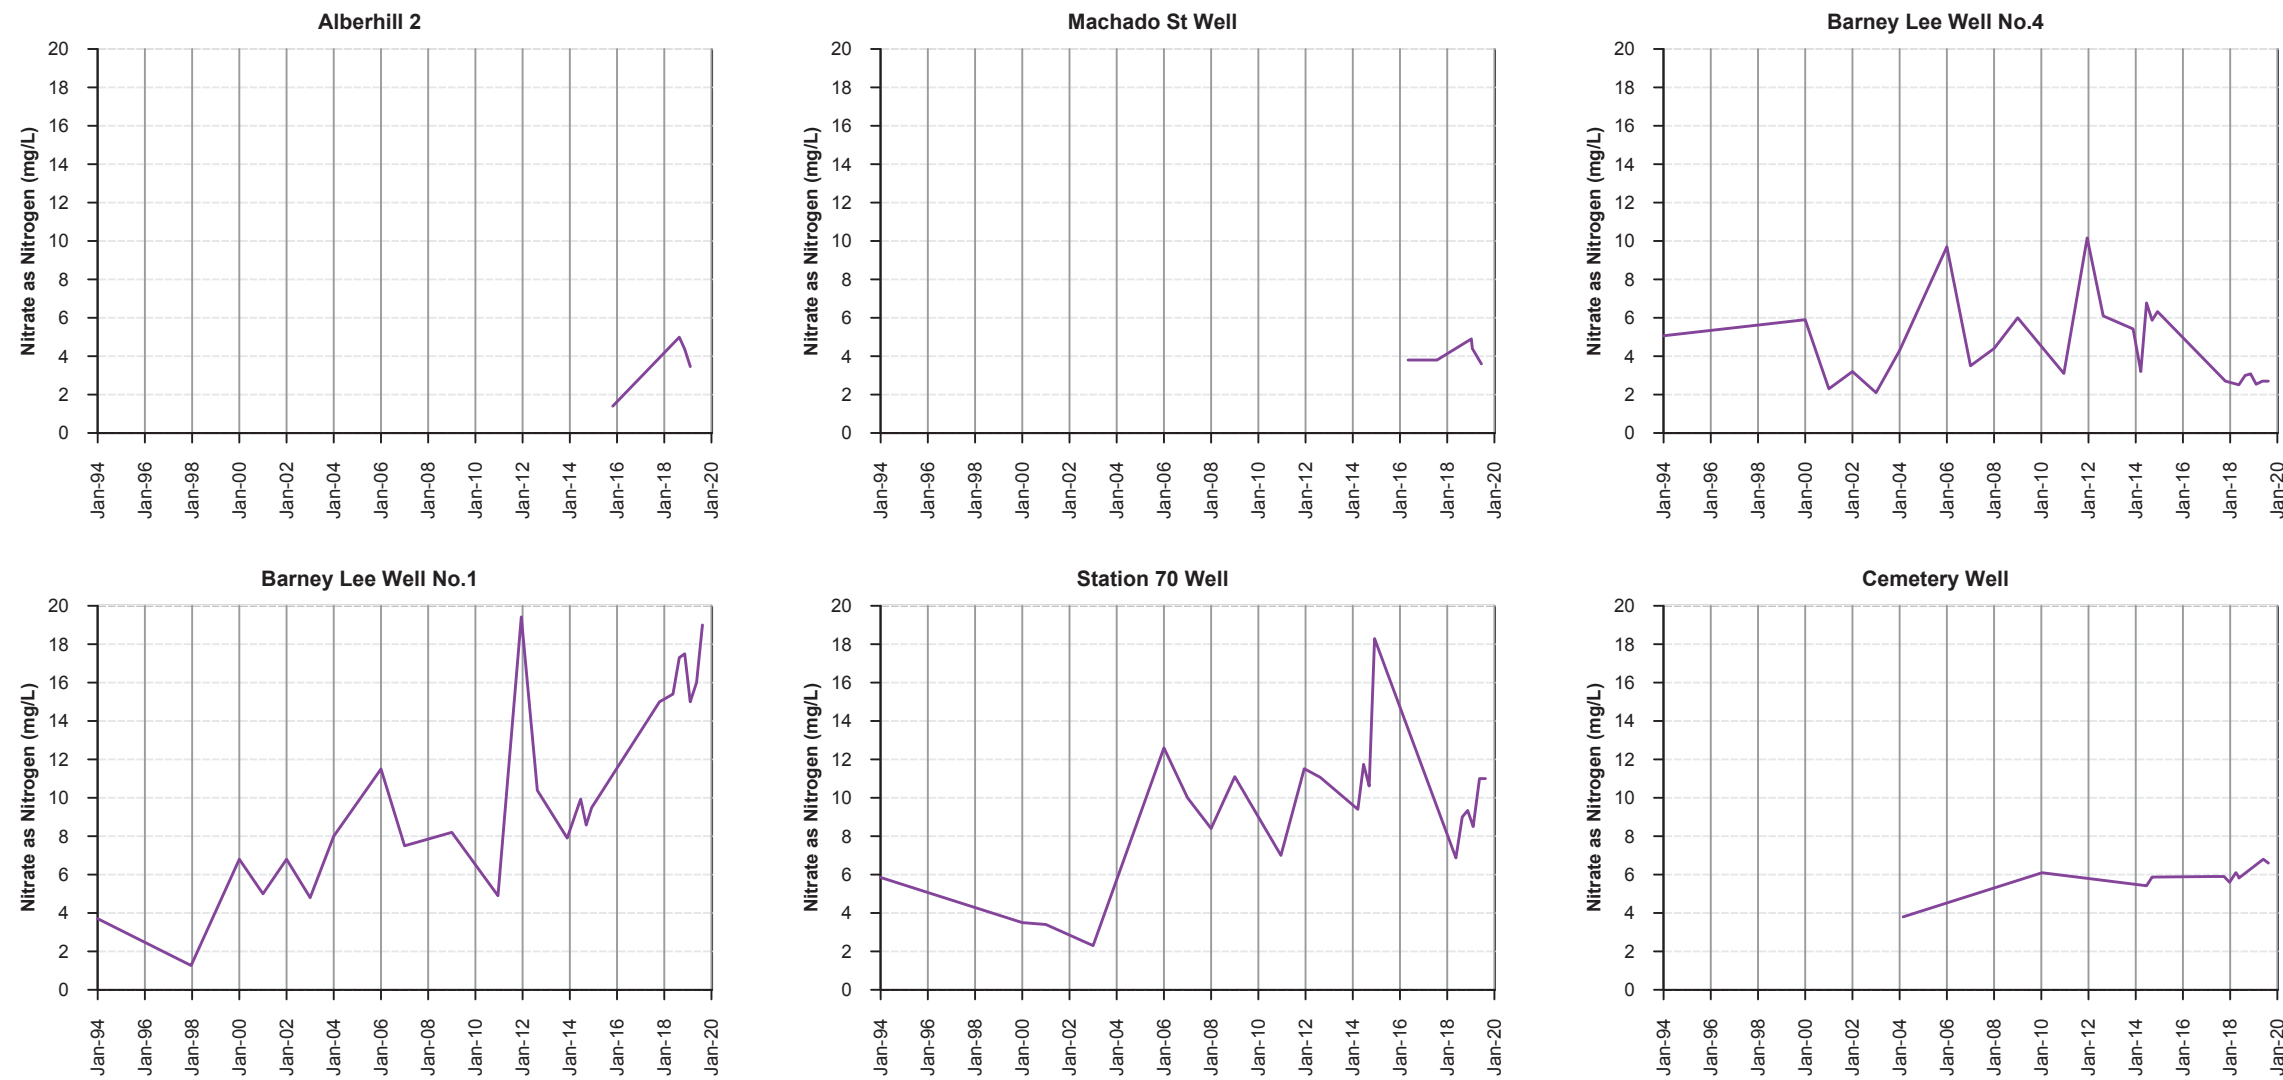 Alberhill 2
Nitrate as Nitrogen (mg/L)
20
18
16
14
12
10
8
6
4
2
0
Jan-94
Jan-96
Jan-98
Jan-00
Jan-02
Jan-04
Jan-06
Jan-08
Jan-10
Jan-12
Jan-14
Jan-16
Jan-18
Jan-20
Machado St Well
Nitrate as Nitrogen (mg/L)
20
18
16
14
12
10
8
6
4
2
0
Jan-94
Jan-96
Jan-98
Jan-00
Jan-02
Jan-04
Jan-06
Jan-08
Jan-10
Jan-12
Jan-14
Jan-16
Jan-18
Jan-20
Barney Lee Well No.4
Nitrate as Nitrogen (mg/L)
20
18
16
14
12
10
8
6
4
2
0
Jan-94
Jan-96
Jan-98
Jan-00
Jan-02
Jan-04
Jan-06
Jan-08
Jan-10
Jan-12
Jan-14
Jan-16
Jan-18
Jan-20
Barney Lee Well No.1
Nitrate as Nitrogen (mg/L)
20
18
16
14
12
10
8
6
4
2
0
Jan-94
Jan-96
Jan-98
Jan-00
Jan-02
Jan-04
Jan-06
Jan-08
Jan-10
Jan-12
Jan-14
Jan-16
Jan-18
Jan-20
Station 70 Well
Nitrate as Nitrogen (mg/L)
20
18
16
14
12
10
8
6
4
2
0
Jan-94
Jan-96
Jan-98
Jan-00
Jan-02
Jan-04
Jan-06
Jan-08
Jan-10
Jan-12
Jan-14
Jan-16
Jan-18
Jan-20
Cemetery Well
Nitrate as Nitrogen (mg/L)
20
18
16
14
12
10
8
6
4
2
0
Jan-94
Jan-96
Jan-98
Jan-00
Jan-02
Jan-04
Jan-06
Jan-08
Jan-10
Jan-12
Jan-14
Jan-16
Jan-18
Jan-20